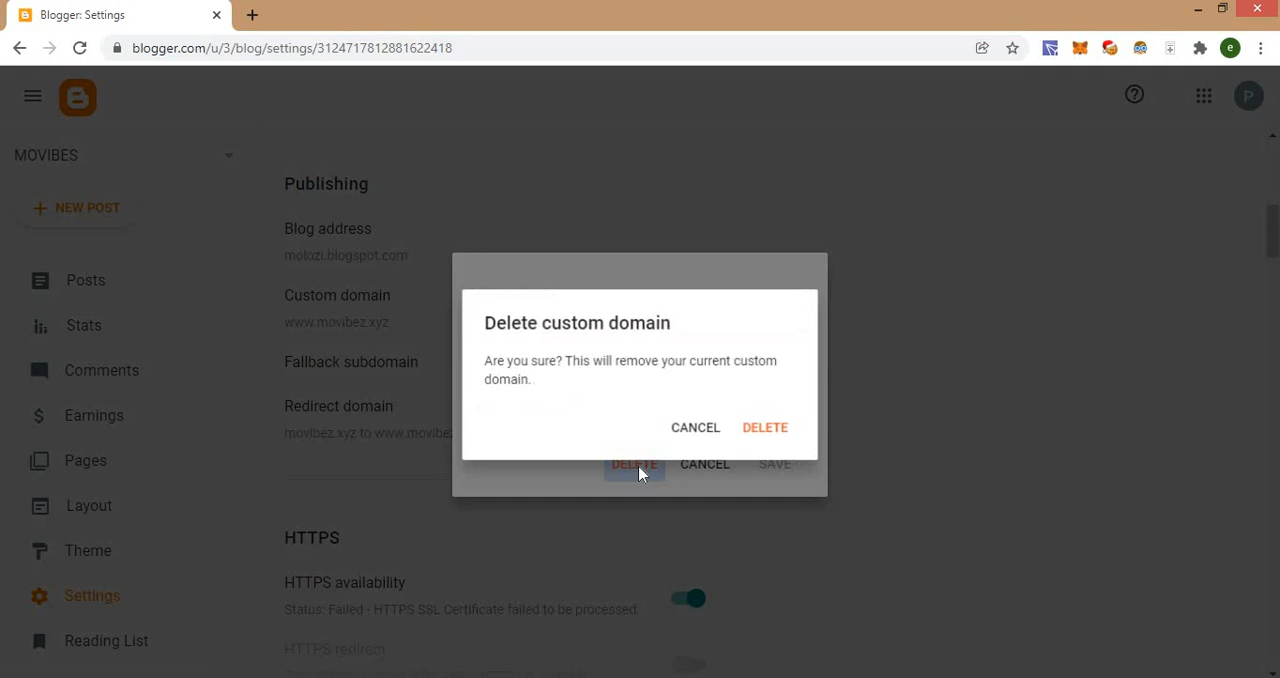 Blogger: Settings
blogger.com/u/3/blog/settings/3124717812881622418
e
P
MOVIBES
NEW POST
Posts
Stats
Comments
Earnings
Pages
Layout
Theme
Settings
Reading List
Publishing
Blog address
molozi.blogspot.com
Custom domain
www.movibez.xyz
Fallback subdomain
Redirect domain
movibez.xyz to www.movibez
Delete custom domain
Are you sure? This will remove your current custom
domain.
CANCEL DELETE
DELETE CANCEL SAVE
HTTPS
HTTPS availability
Status: Failed - HTTPS SSL Certificate failed to be processed.
HTTPS redirect